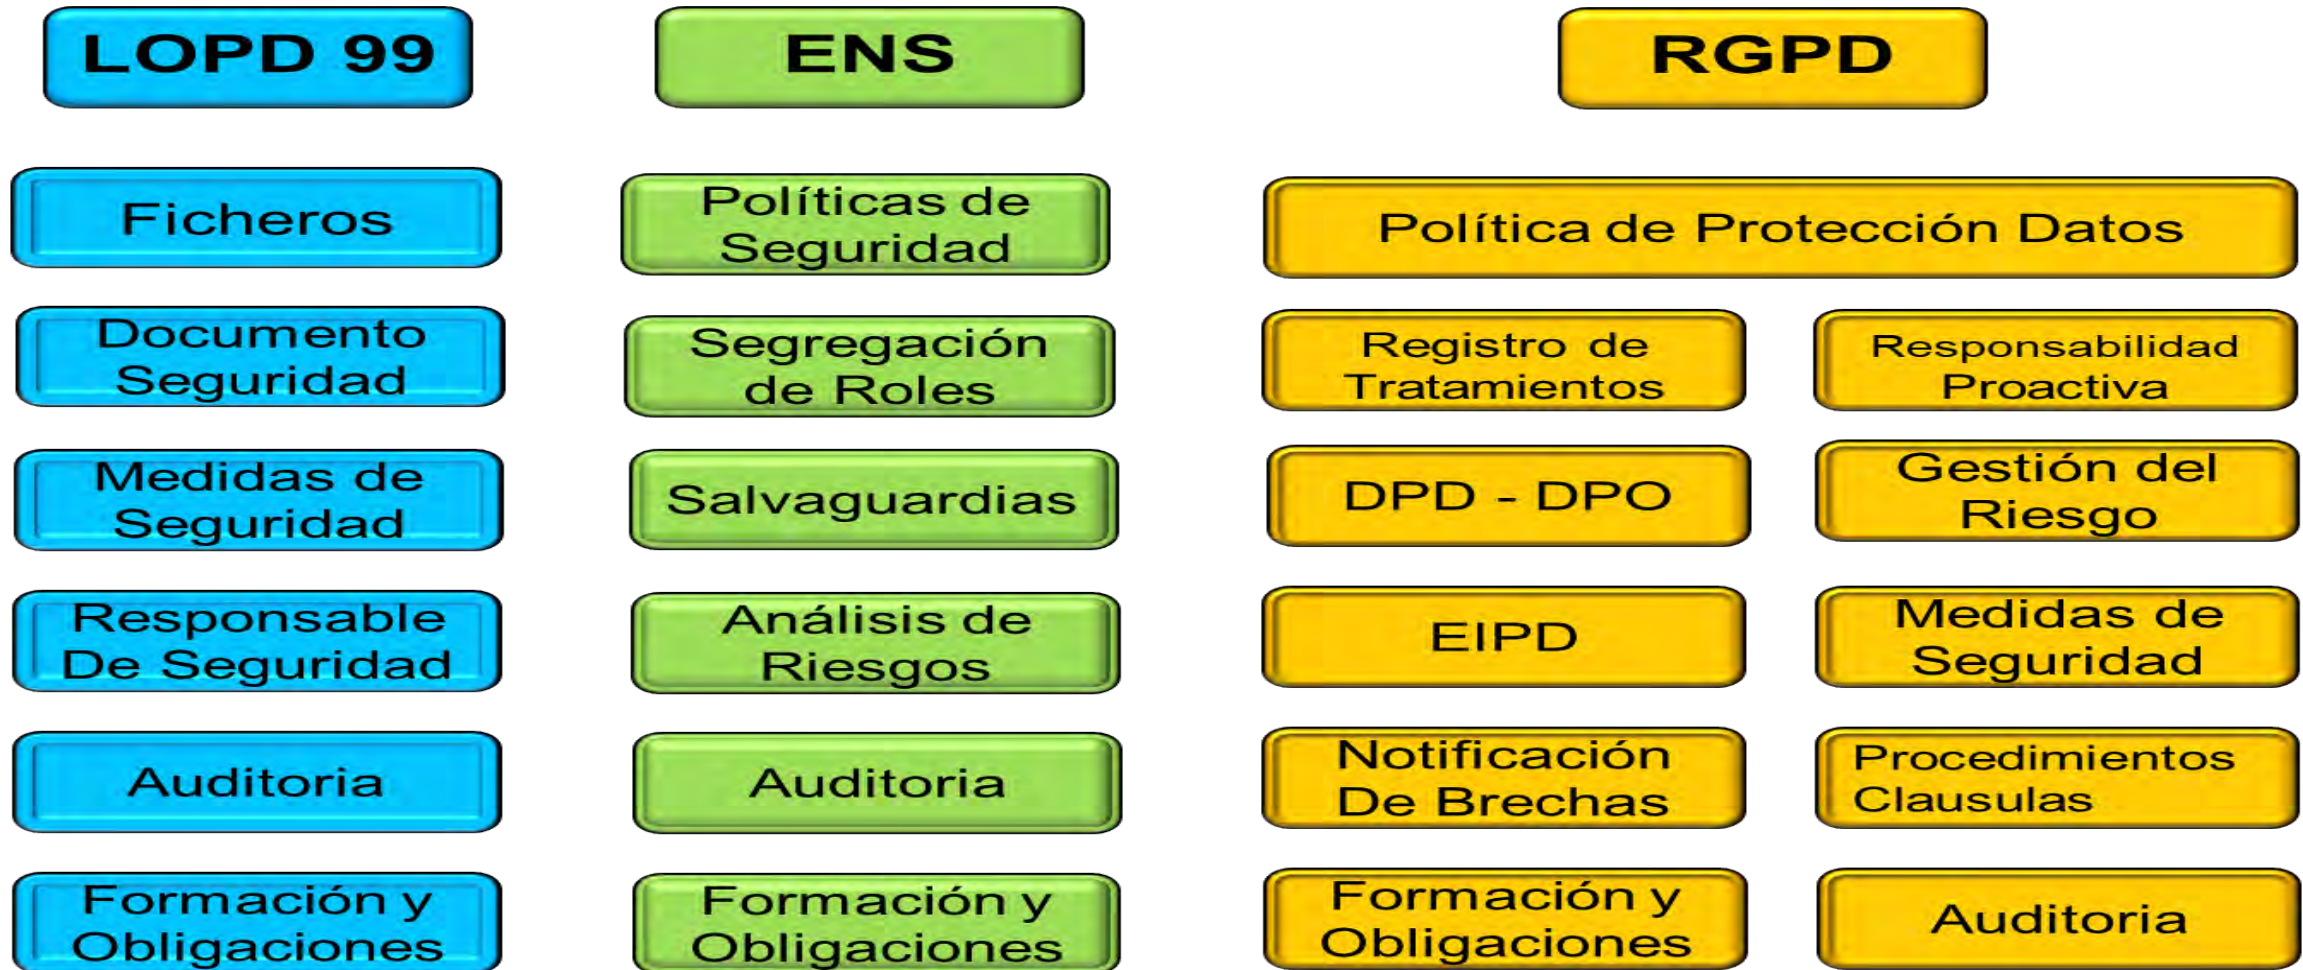 LOPD 99
ENS
RGPD
Ficheros
Políticas de
Seguridad
Política de Protección Datos
Documento
Seguridad
Segregación
de Roles
Registro de
Tratamientos
Responsabilidad
Proactiva
Medidas de
Seguridad
Salvaguardias
DPD - DPO
Gestión del
Riesgo
Responsable
De Seguridad
Análisis de
Riesgos
EIPD
Medidas de
Seguridad
Auditoria
Auditoria
Notificación
De Brechas
Procedimientos
Clausulas
Formación y
Obligaciones
Formación y
Obligaciones
Formación y
Obligaciones
Auditoria